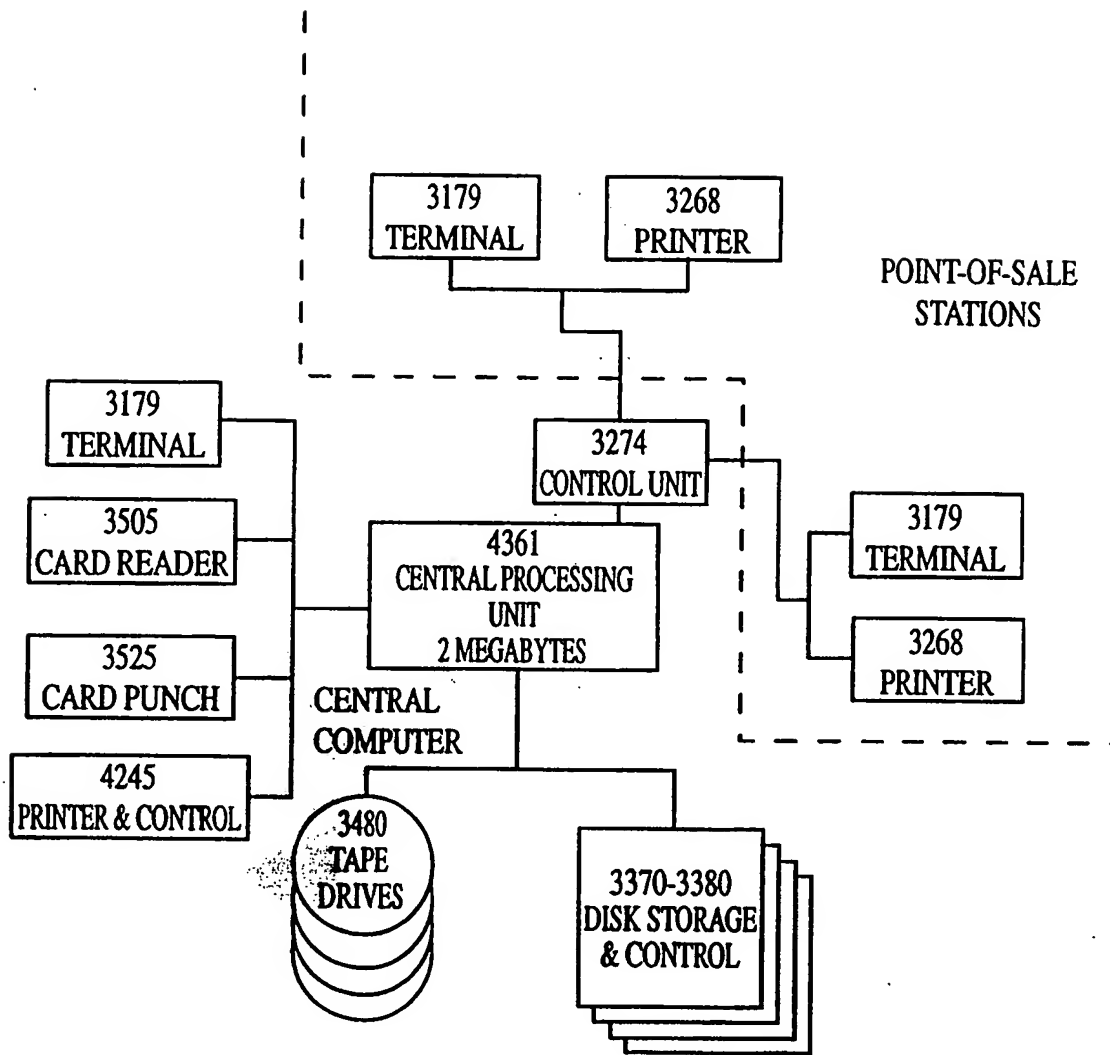 3179
TERMINAL
3268
PRINTER
POINT-OF-SALE
STATIONS
3179
TERMINAL
3274
CONTROL UNIT
3505
CARD READER
4361
CENTRAL PROCESSING
UNIT
2 MEGABYTES
3179
TERMINAL
3525
CARD PUNCH
3268
PRINTER
CENTRAL
COMPUTER
4245
PRINTER & CONTROL
3480
TAPE
DRIVES
3370-3380
DISK STORAGE
& CONTROL